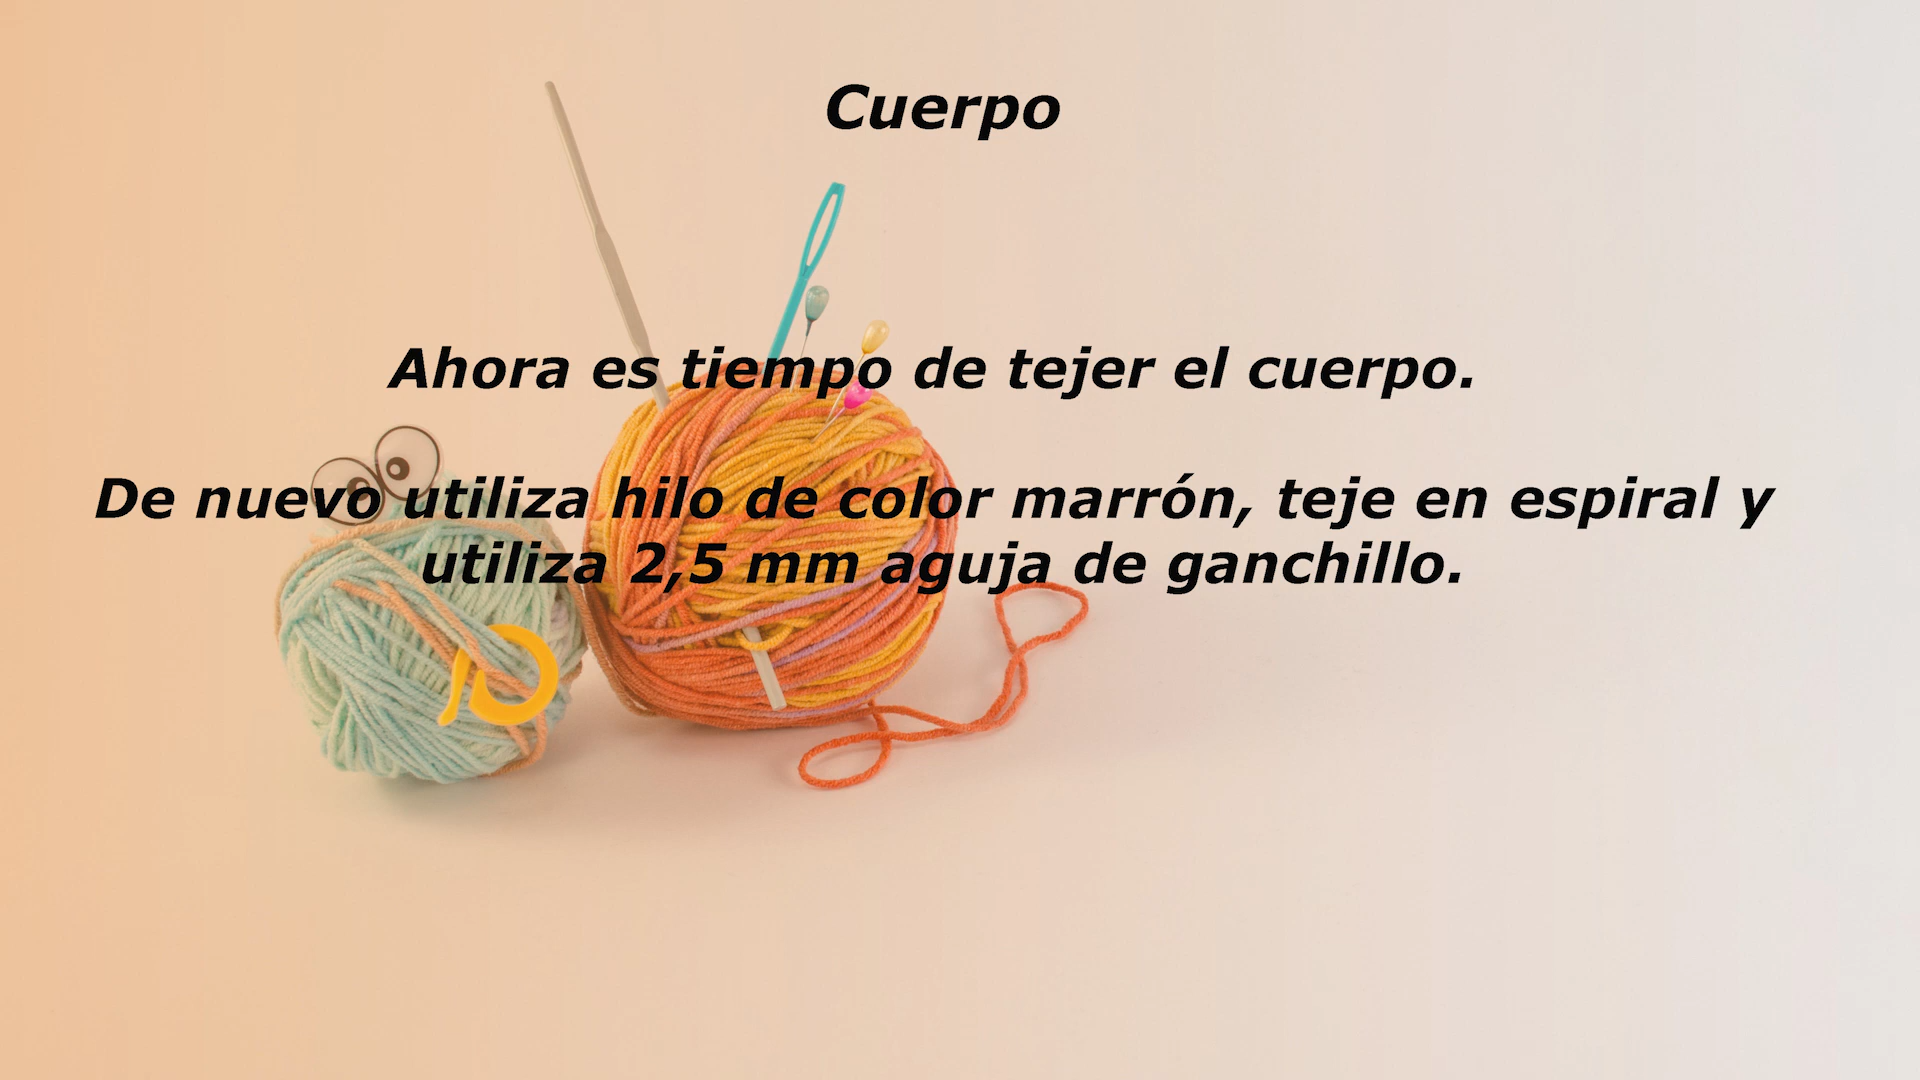 Cuerpo
Ahora es tiempo de tejer el cuerpo.
De nuevo utiliza hilo de color marrón, teje en espiral y
utiliza 2,5 mm aguja de ganchillo.